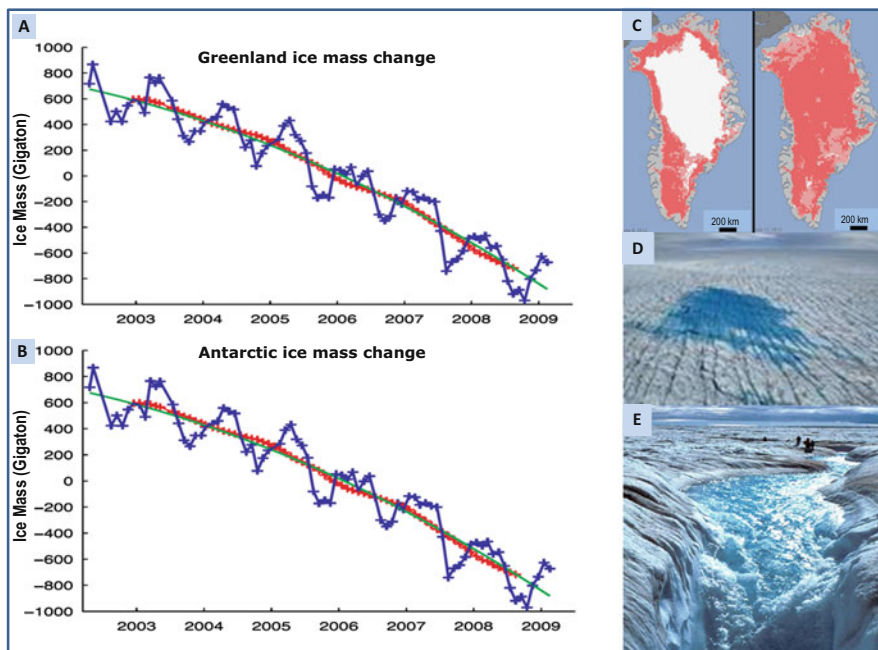 A
Greenland ice mass change
Ice Mass (Gigaton)
1000
800
600
400
200
0
−200
−400
−600
−800
−1000
2003 2004 2005 2006 2007 2008 2009
B
Antarctic ice mass change
Ice Mass (Gigaton)
1000
800
600
400
200
0
−200
−400
−600
−800
−1000
2003 2004 2005 2006 2007 2008 2009
C
200 km
200 km
D
E